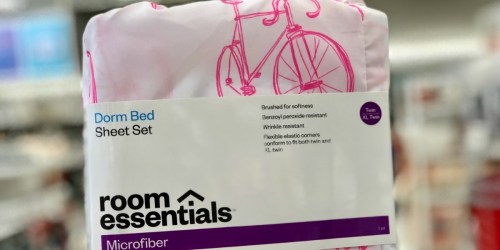 Dorm Bed
Sheet Set
Brushed for softness
Benzoyl peroxide resistant
Wrinkle resistant
Flexible elastic corners
conform to fit both twin and
XL twin
Twin
XL Twin
room
essentials™
Microfiber